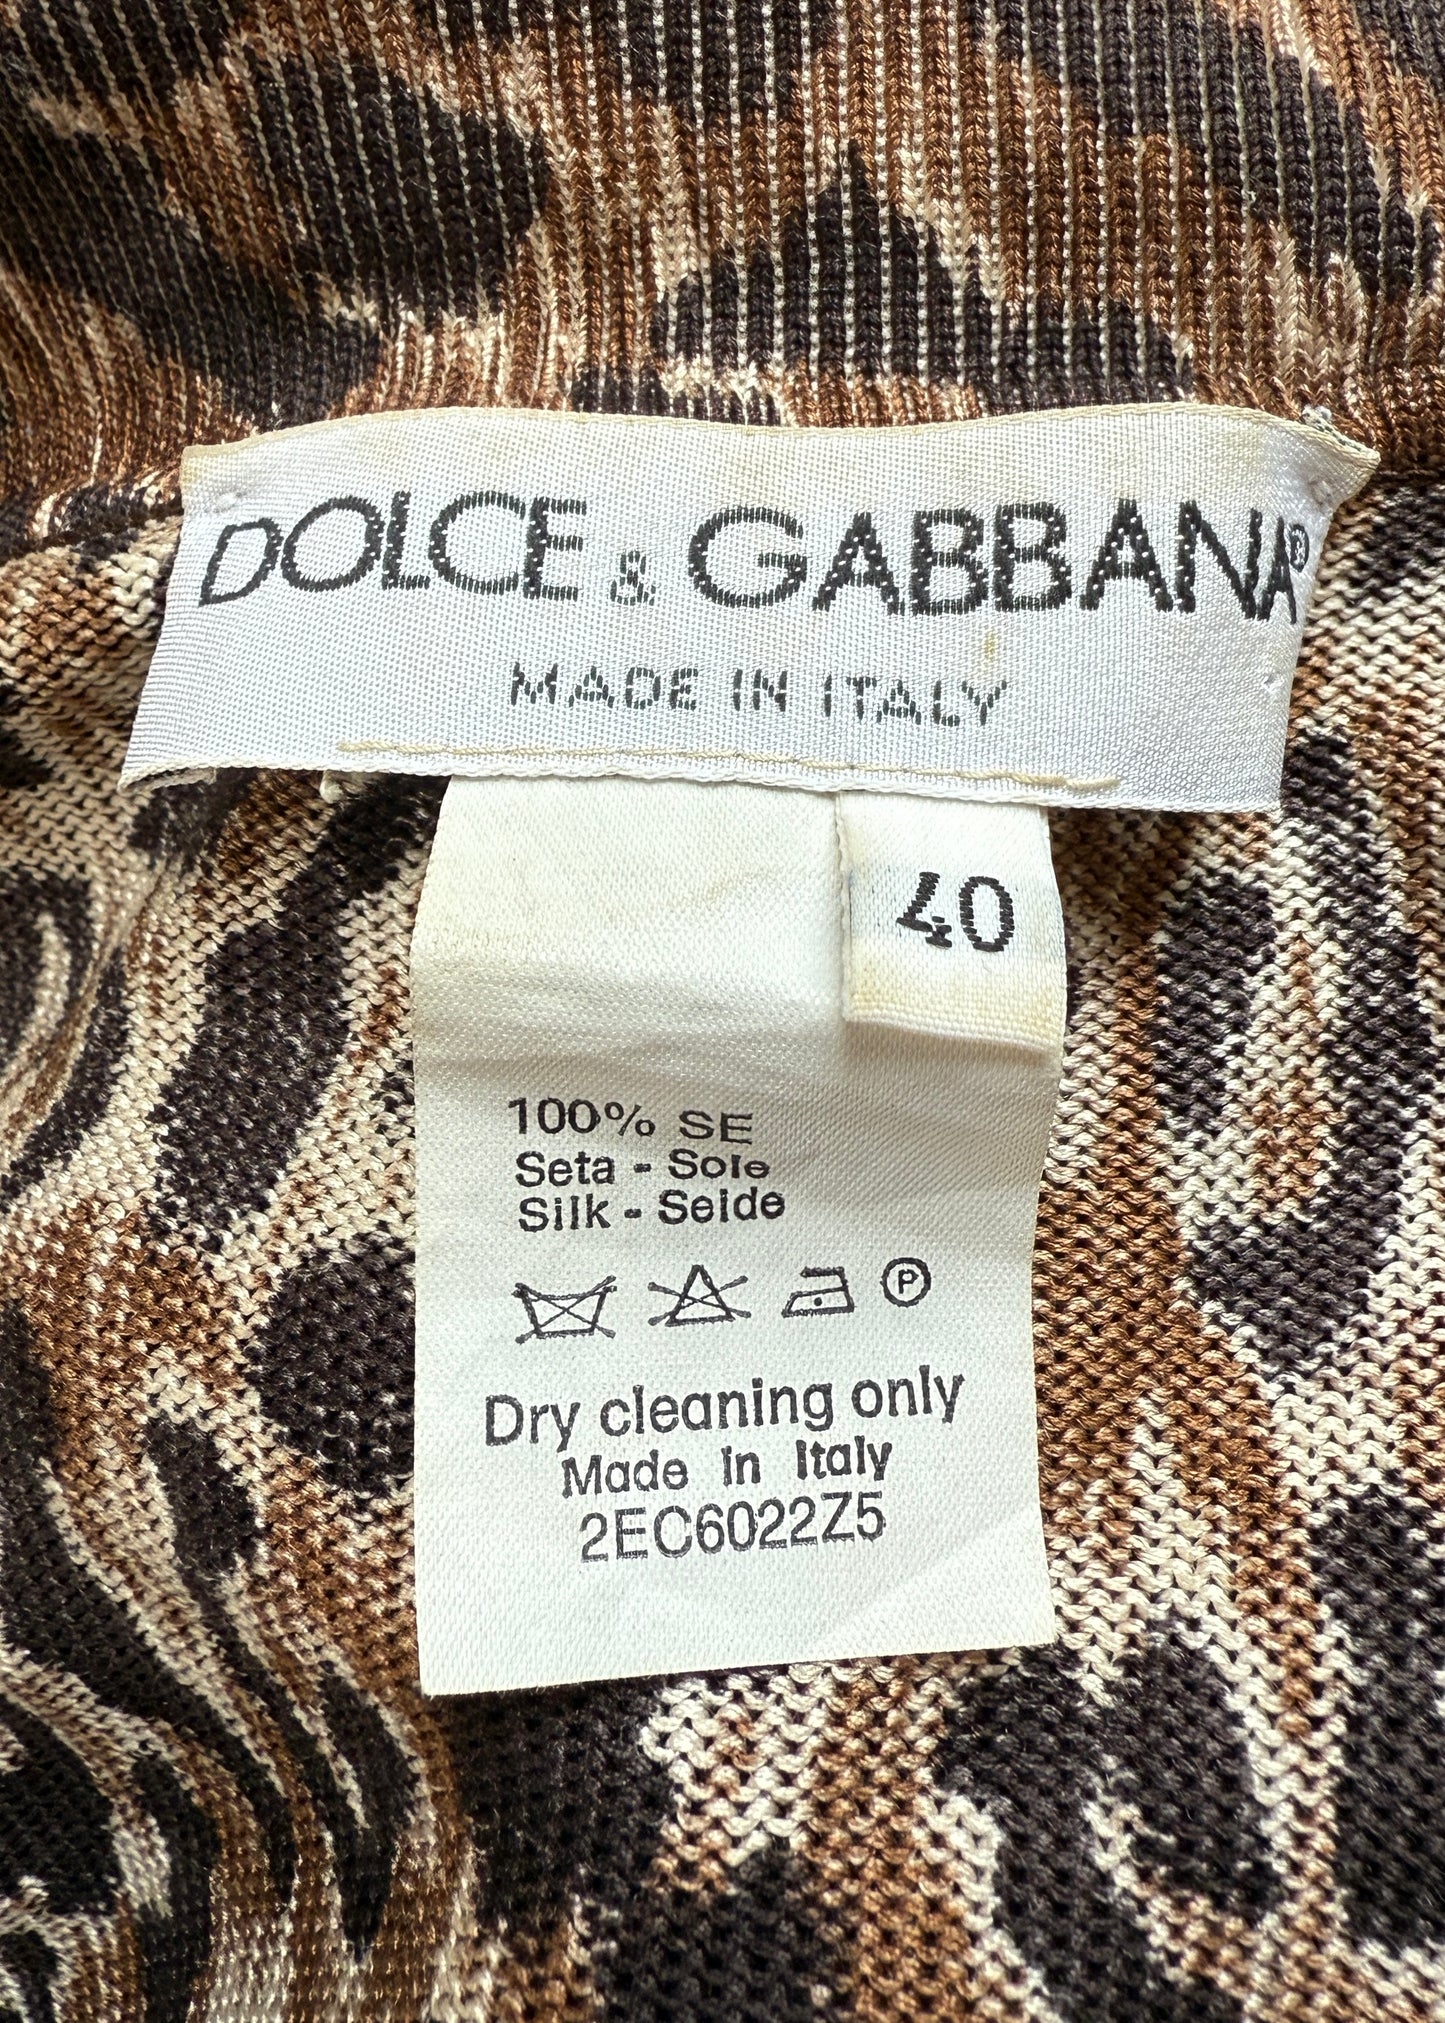 DOLCE & GABBANA®
MADE IN ITALY
40
100% SE
Seta - Soie
Silk - Seide
P
Dry cleaning only
Made in Italy
2EC6022Z5